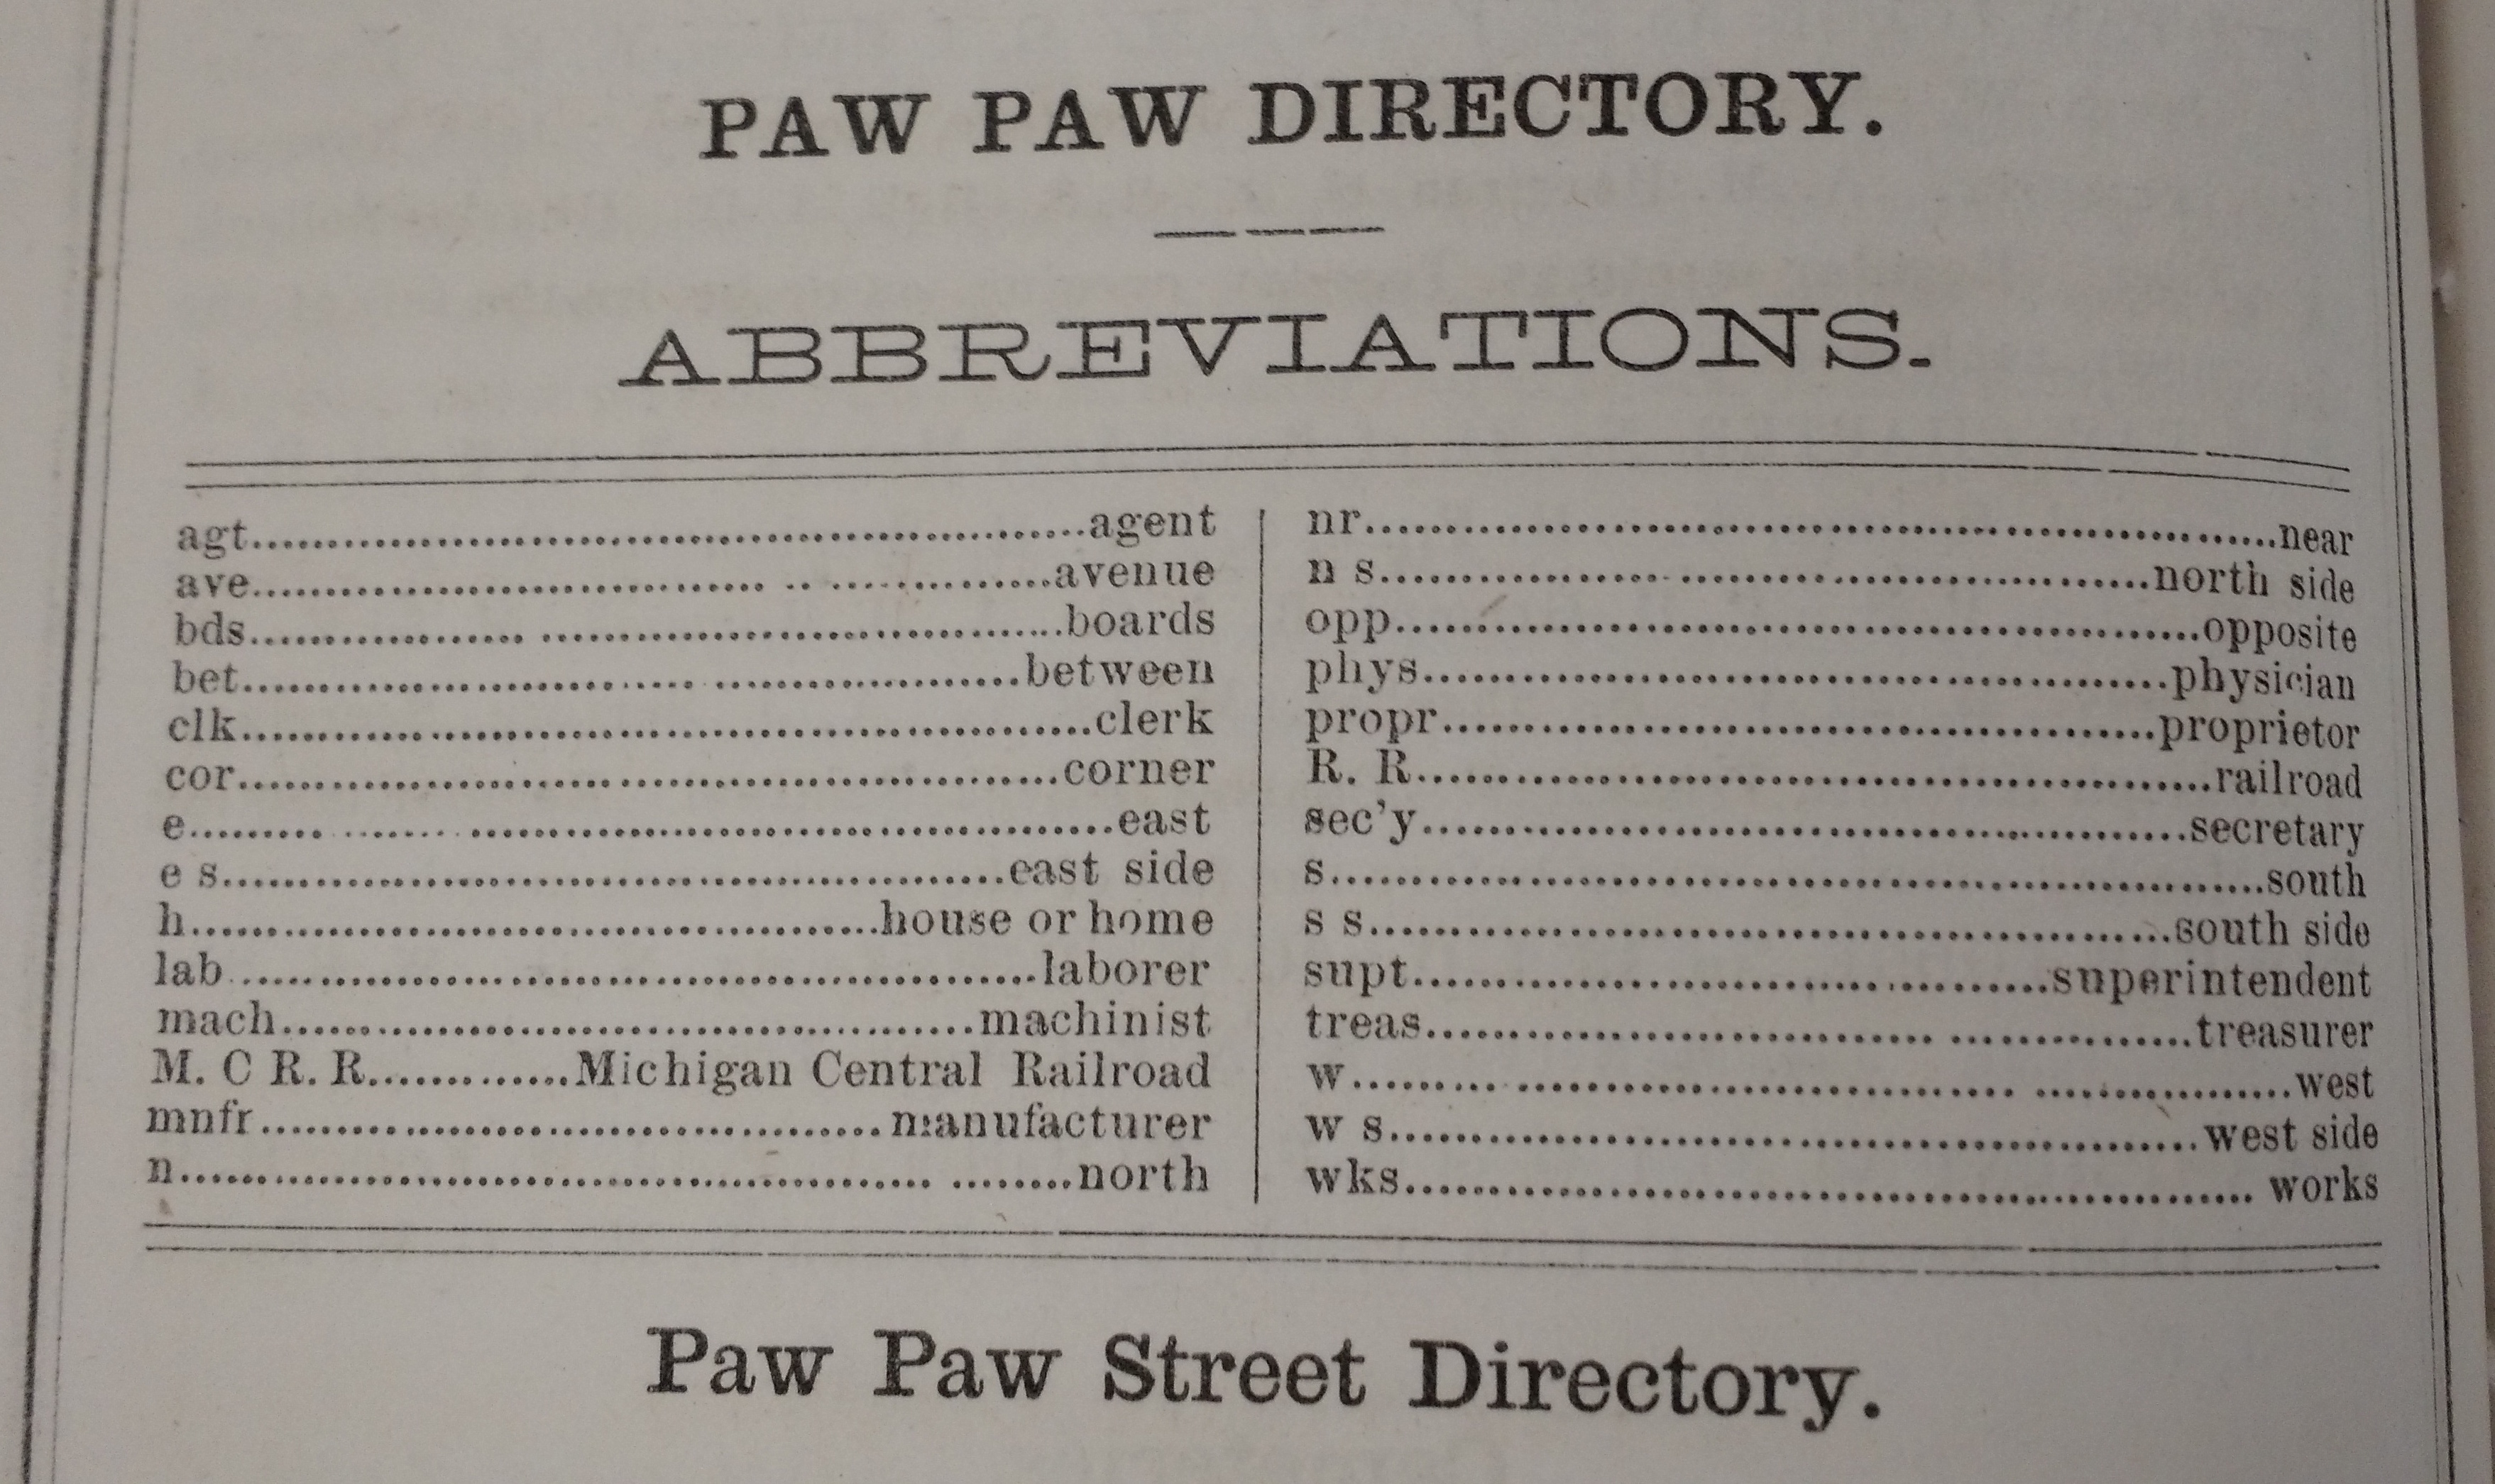 PAW PAW DIRECTORY.
ABBREVIATIONS.
agt..........agent
ave..........avenue
bds..........boards
bet..........between
clk..........clerk
cor..........corner
e..........east
e s..........east side
h..........house or home
lab..........laborer
mach..........machinist
M. C R. R..........Michigan Central Railroad
mnfr..........manufacturer
n..........north
nr..........near
n s..........north side
opp..........opposite
phys..........physician
propr..........proprietor
R. R..........railroad
sec'y..........secretary
s..........south
s s..........south side
supt..........superintendent
treas..........treasurer
w..........west
w s..........west side
wks..........works
Paw Paw Street Directory.